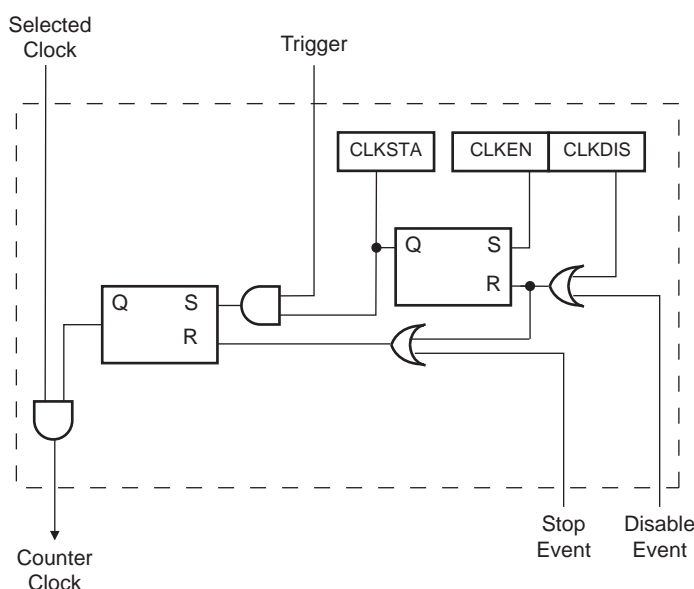 Selected
Clock
Trigger
CLKSTA
CLKEN
CLKDIS
Q
S
R
Q
S
R
Stop
Event
Disable
Event
Counter
Clock